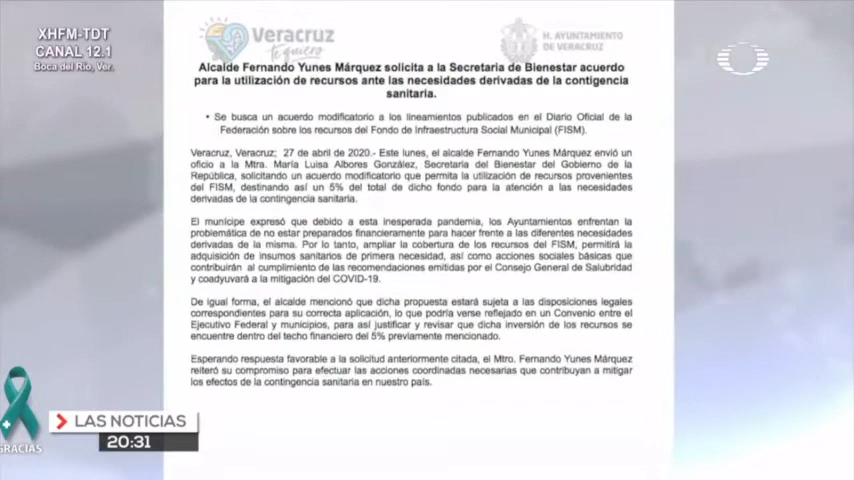 XHFM-TDT
CANAL 12.1
Boca del Río, Ver.
Veracruz
te quiero
H. AYUNTAMIENTO
DE VERACRUZ
Alcalde Fernando Yunes Márquez solicita a la Secretaria de Bienestar acuerdo
para la utilización de recursos ante las necesidades derivadas de la contigencia
sanitaria.
• Se busca un acuerdo modificatorio a los lineamientos publicados en el Diario Oficial de la
Federación sobre los recursos del Fondo de Infraestructura Social Municipal (FISM).
Veracruz, Veracruz; 27 de abril de 2020.- Este lunes, el alcalde Fernando Yunes Márquez envió un
oficio a la Mtra. María Luisa Albores González, Secretaria del Bienestar del Gobierno de la
República, solicitando un acuerdo modificatorio que permita la utilización de recursos provenientes
del FISM, destinando así un 5% del total de dicho fondo para la atención a las necesidades
derivadas de la contingencia sanitaria.
El munícipe expresó que debido a esta inesperada pandemia, los Ayuntamientos enfrentan la
problemática de no estar preparados financieramente para hacer frente a las diferentes necesidades
derivadas de la misma. Por lo tanto, ampliar la cobertura de los recursos del FISM, permitirá la
adquisición de insumos sanitarios de primera necesidad, así como acciones sociales básicas que
contribuirán al cumplimiento de las recomendaciones emitidas por el Consejo General de Salubridad
y coadyuvará a la mitigación del COVID-19.
De igual forma, el alcalde mencionó que dicha propuesta estará sujeta a las disposiciones legales
correspondientes para su correcta aplicación, lo que podría verse reflejado en un Convenio entre el
Ejecutivo Federal y municipios, para así justificar y revisar que dicha inversión de los recursos se
encuentre dentro del techo financiero del 5% previamente mencionado.
Esperando respuesta favorable a la solicitud anteriormente citada, el Mtro. Fernando Yunes Márquez
reiteró su compromiso para efectuar las acciones coordinadas necesarias que contribuyan a mitigar
los efectos de la contingencia sanitaria en nuestro país.
GRACIAS
LAS NOTICIAS
20:31